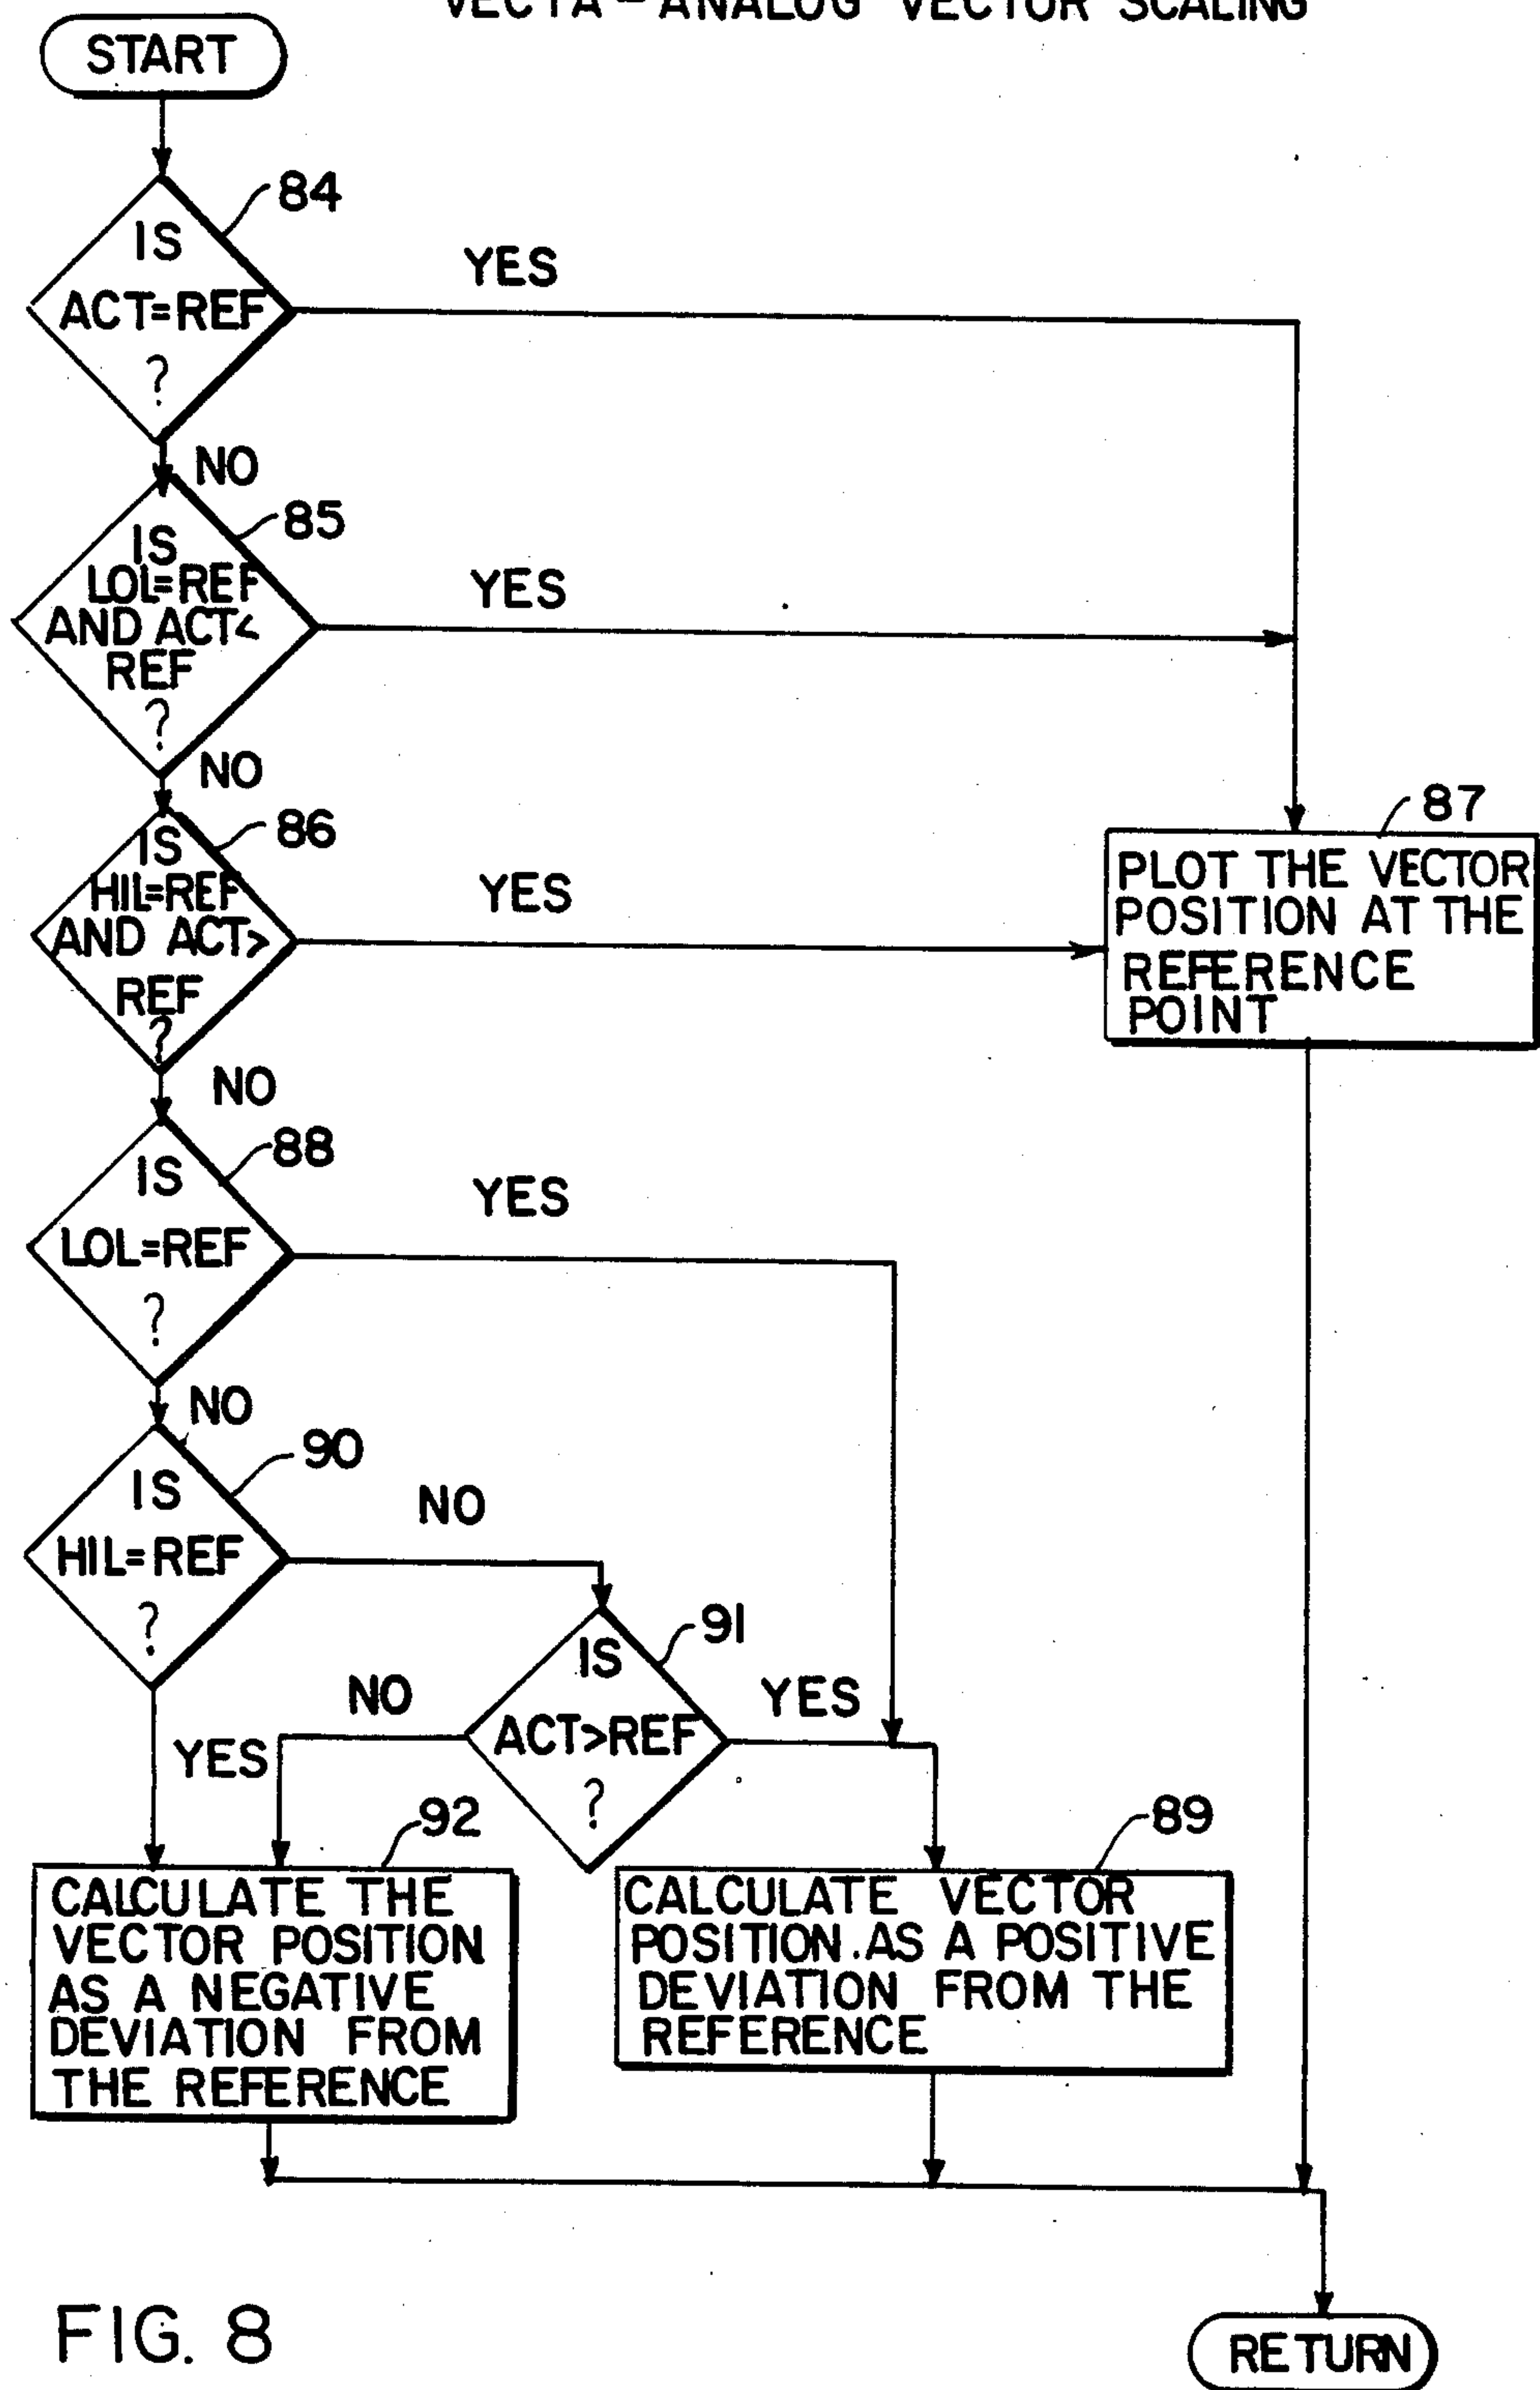 VECTA - ANALOG VECTOR SCALING
START
84
IS
ACT=REF
?
YES
NO
85
IS
LOL=REF
AND ACT<
REF
?
YES
NO
86
IS
HIL=REF
AND ACT>
REF
?
YES
87
PLOT THE VECTOR
POSITION AT THE
REFERENCE
POINT
NO
88
IS
LOL=REF
?
YES
NO
90
IS
HIL=REF
?
NO
91
IS
ACT>REF
?
NO
YES
YES
92
CALCULATE THE
VECTOR POSITION
AS A NEGATIVE
DEVIATION FROM
THE REFERENCE
89
CALCULATE VECTOR
POSITION.AS A POSITIVE
DEVIATION FROM THE
REFERENCE
FIG. 8
RETURN